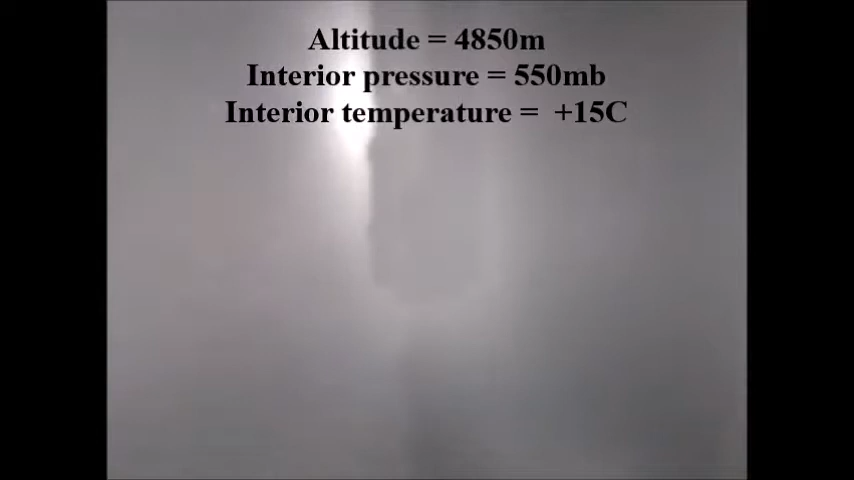 Altitude = 4850m
Interior pressure = 550mb
Interior temperature =  +15C